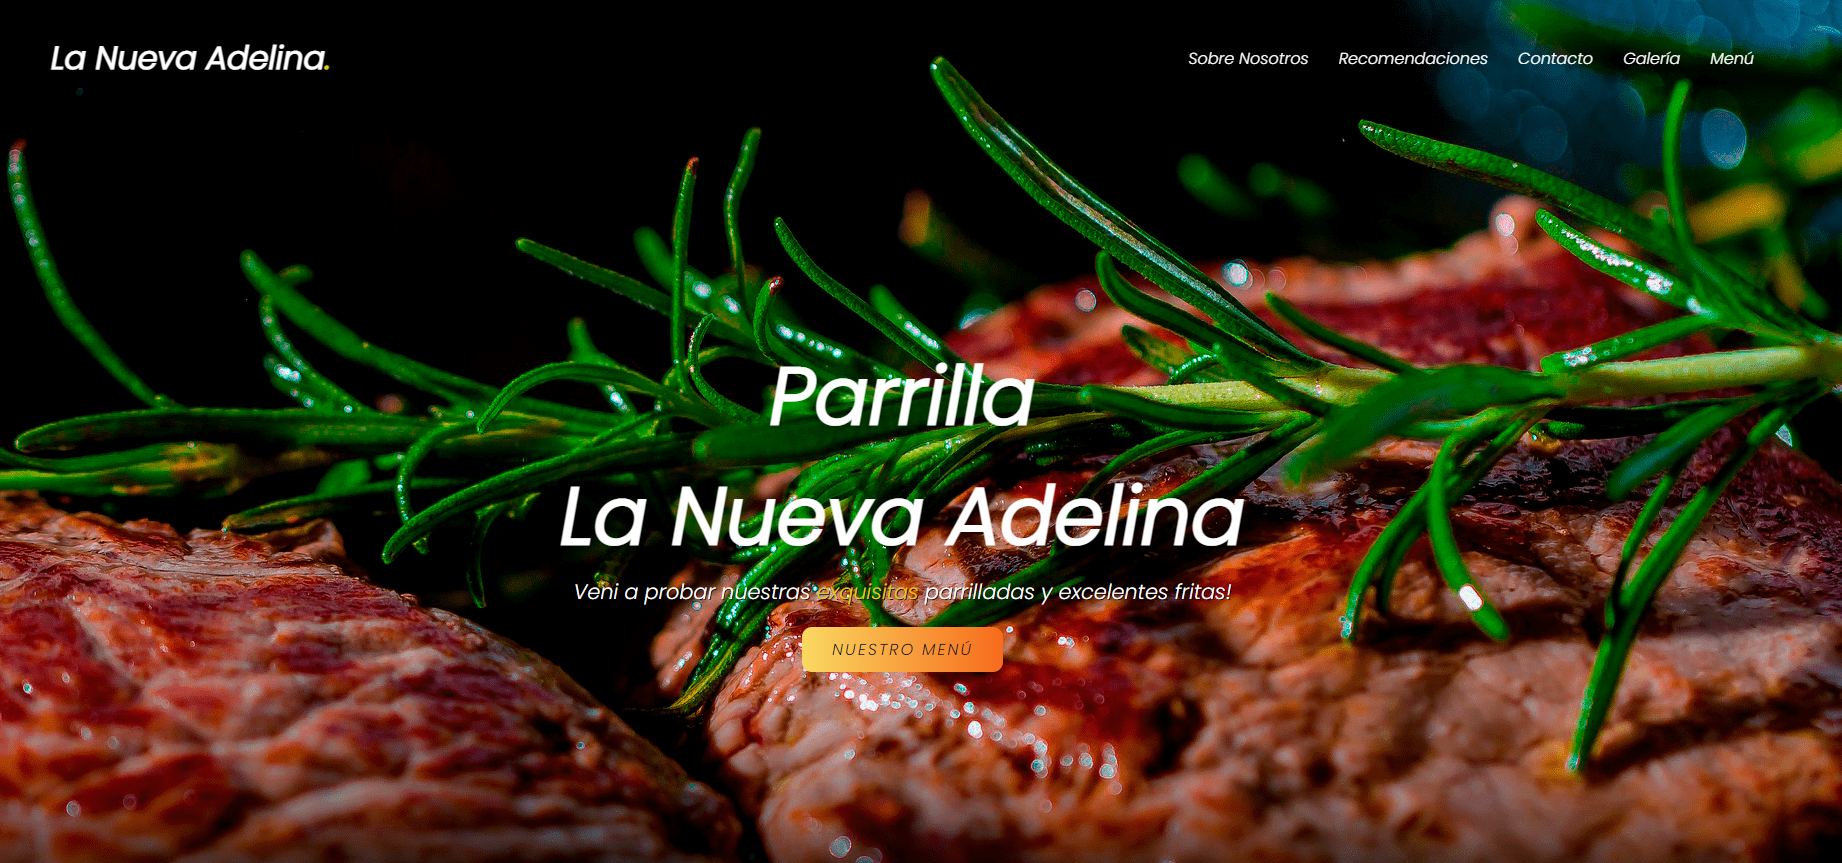 La Nueva Adelina.
Sobre Nosotros Recomendaciones Contacto Galería Menú
Parrilla
La Nueva Adelina
Veni a probar nuestras exquisitas parrilladas y excelentes fritas!
NUESTRO MENÚ